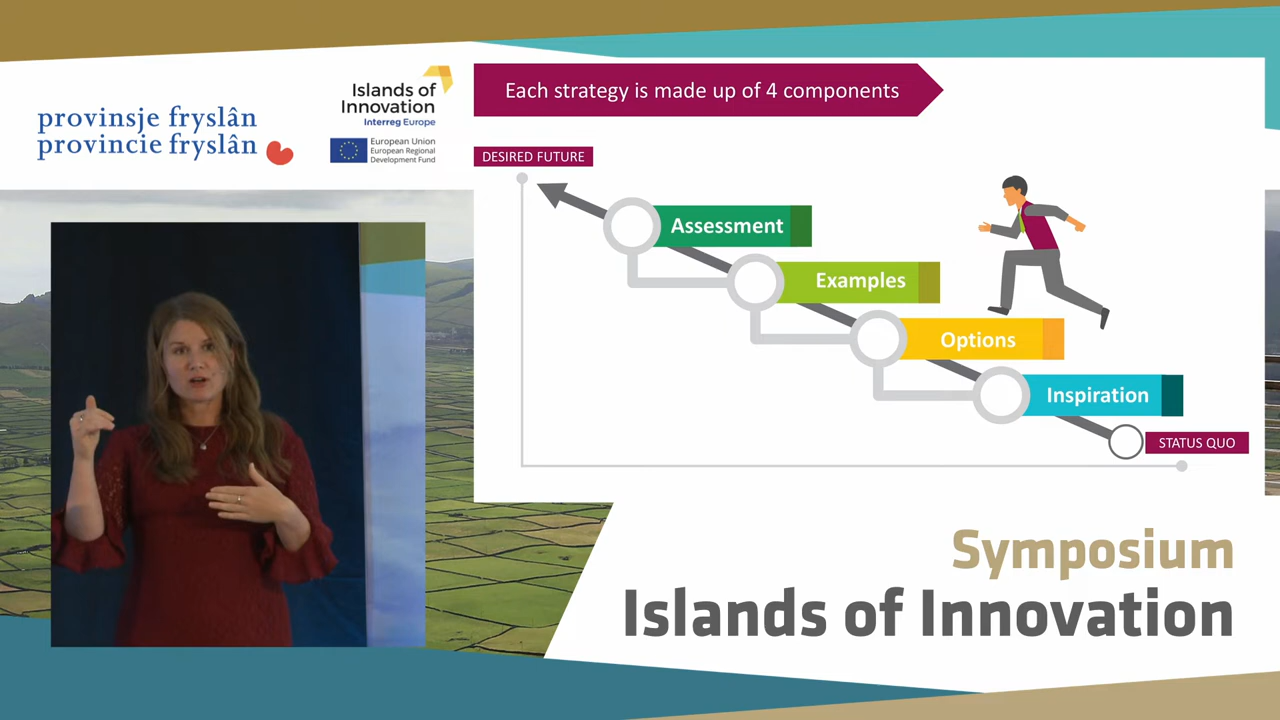 provinsje fryslân
provincie fryslân
Islands of
Innovation
Interreg Europe
European Union
European Regional
Development Fund
Each strategy is made up of 4 components
DESIRED FUTURE
Assessment
Examples
Options
Inspiration
STATUS QUO
Symposium
Islands of Innovation